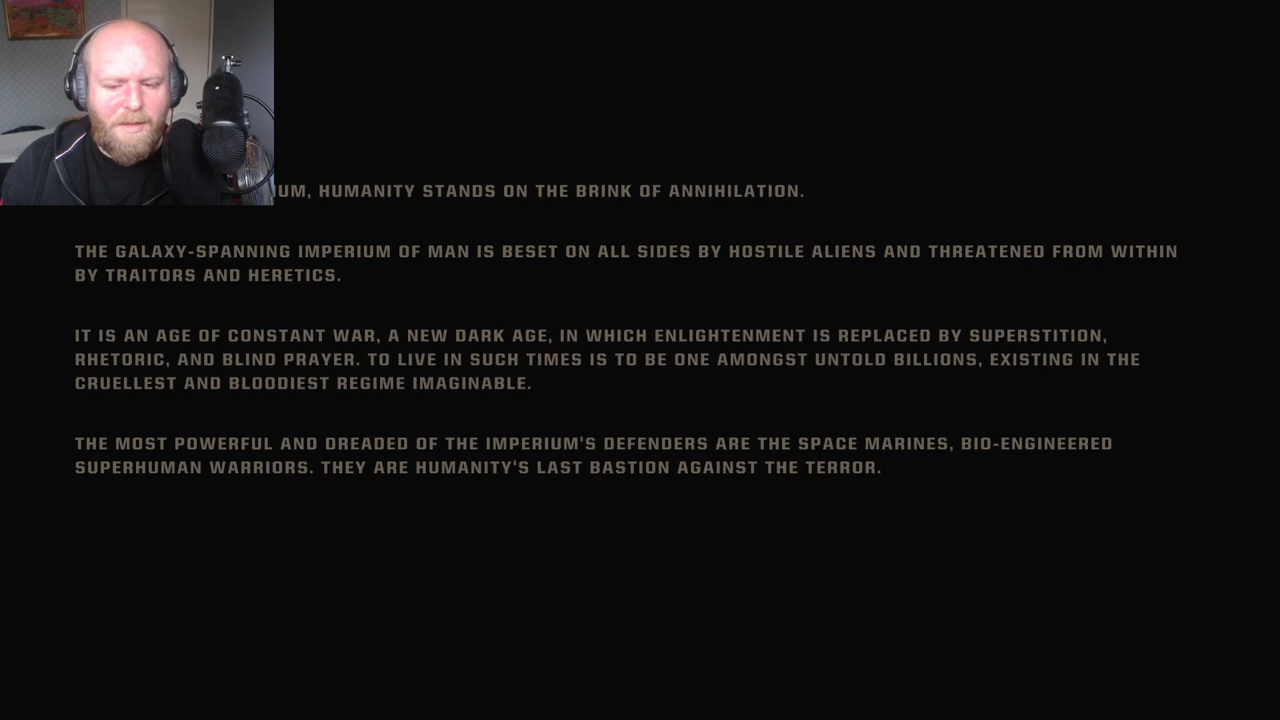 UM, HUMANITY STANDS ON THE BRINK OF ANNIHILATION.
THE GALAXY-SPANNING IMPERIUM OF MAN IS BESET ON ALL SIDES BY HOSTILE ALIENS AND THREATENED FROM WITHIN
BY TRAITORS AND HERETICS.
IT IS AN AGE OF CONSTANT WAR, A NEW DARK AGE, IN WHICH ENLIGHTENMENT IS REPLACED BY SUPERSTITION,
RHETORIC, AND BLIND PRAYER. TO LIVE IN SUCH TIMES IS TO BE ONE AMONGST UNTOLD BILLIONS, EXISTING IN THE
CRUELLEST AND BLOODIEST REGIME IMAGINABLE.
THE MOST POWERFUL AND DREADED OF THE IMPERIUM'S DEFENDERS ARE THE SPACE MARINES, BIO-ENGINEERED
SUPERHUMAN WARRIORS. THEY ARE HUMANITY'S LAST BASTION AGAINST THE TERROR.